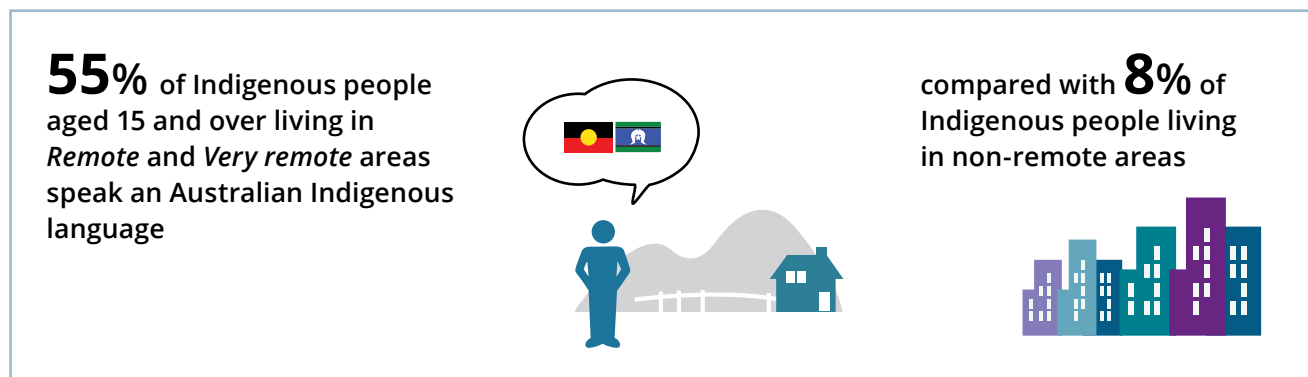 55% of Indigenous people
aged 15 and over living in
Remote and Very remote areas
speak an Australian Indigenous
language
compared with 8% of
Indigenous people living
in non-remote areas